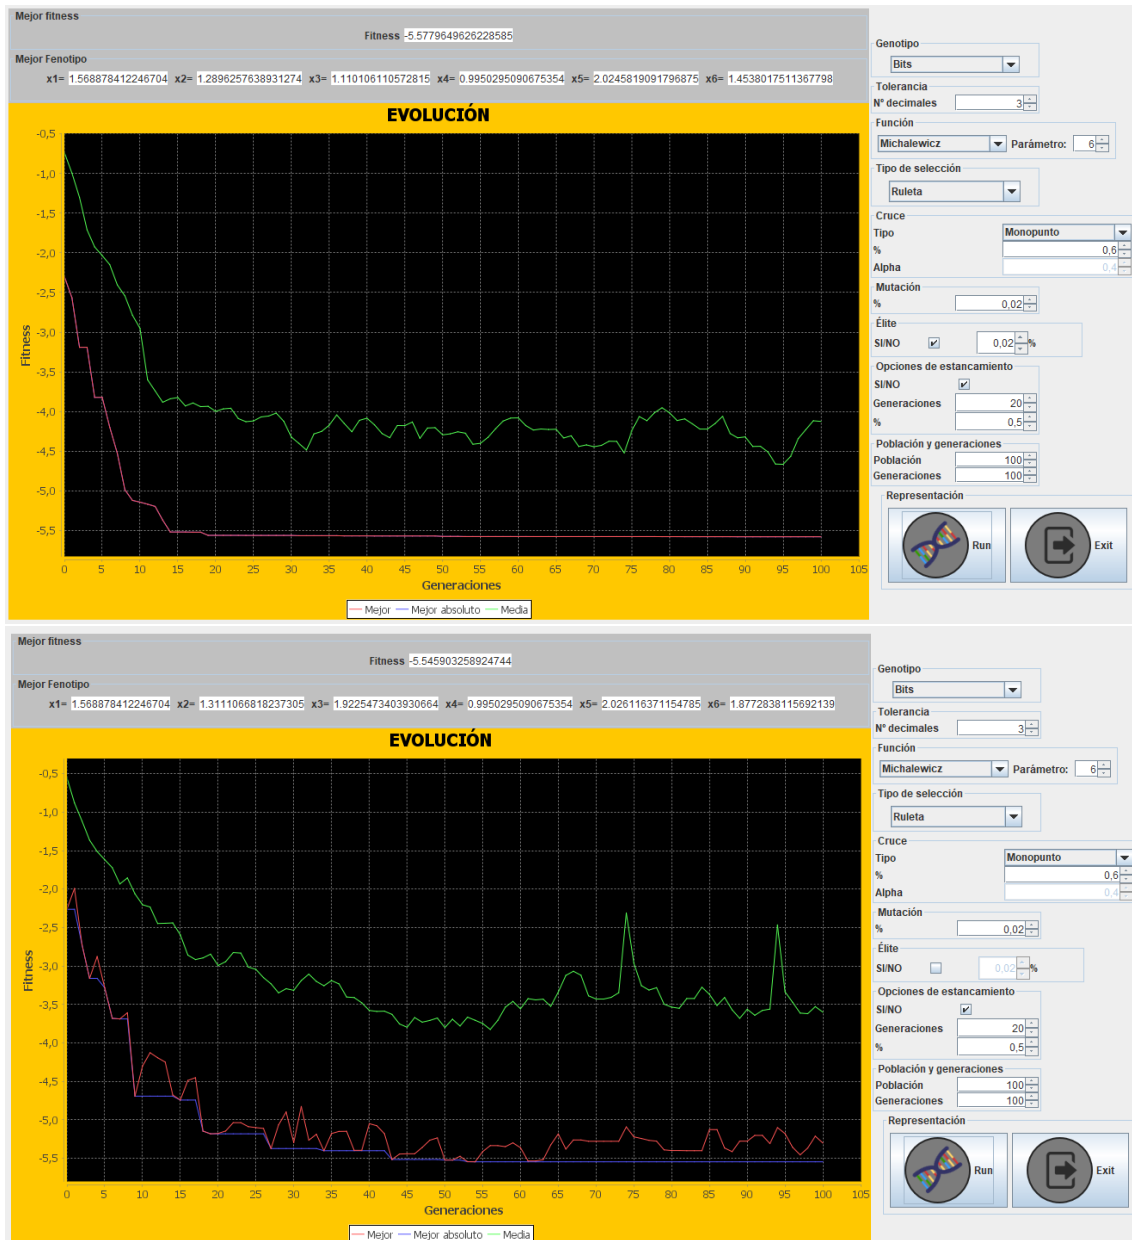 Mejor fitness
Fitness -5.5779649626228585
Mejor Fenotipo
x1= 1.568878412246704 x2= 1.2896257638931274 x3= 1.110106110572815 x4= 0.9950295090675354 x5= 2.0245819091796875 x6= 1.4538017511367798
EVOLUCIÓN
-0,5
-1,0
-1,5
-2,0
-2,5
-3,0
-3,5
-4,0
-4,5
-5,0
-5,5
Fitness
0 5 10 15 20 25 30 35 40 45 50 55 60 65 70 75 80 85 90 95 100 105
Generaciones
Mejor Mejor absoluto Media
Genotipo
Bits
Tolerancia
Nº decimales 3
Función
Michalewicz Parámetro: 6
Tipo de selección
Ruleta
Cruce
Tipo Monopunto
% 0,6
Alpha 0,4
Mutación
% 0,02
Élite
SI/NO 0,02 %
Opciones de estancamiento
SI/NO
Generaciones 20
% 0,5
Población y generaciones
Población 100
Generaciones 100
Representación
Run Exit
Mejor fitness
Fitness -5.545903258924744
Mejor Fenotipo
x1= 1.568878412246704 x2= 1.3111066818237305 x3= 1.9225473403930664 x4= 0.9950295090675354 x5= 2.026116371154785 x6= 1.8772838115692139
EVOLUCIÓN
-0,5
-1,0
-1,5
-2,0
-2,5
-3,0
-3,5
-4,0
-4,5
-5,0
-5,5
Fitness
0 5 10 15 20 25 30 35 40 45 50 55 60 65 70 75 80 85 90 95 100 105
Generaciones
Mejor Mejor absoluto Media
Genotipo
Bits
Tolerancia
Nº decimales 3
Función
Michalewicz Parámetro: 6
Tipo de selección
Ruleta
Cruce
Tipo Monopunto
% 0,6
Alpha 0,4
Mutación
% 0,02
Élite
SI/NO 0,02 %
Opciones de estancamiento
SI/NO
Generaciones 20
% 0,5
Población y generaciones
Población 100
Generaciones 100
Representación
Run Exit